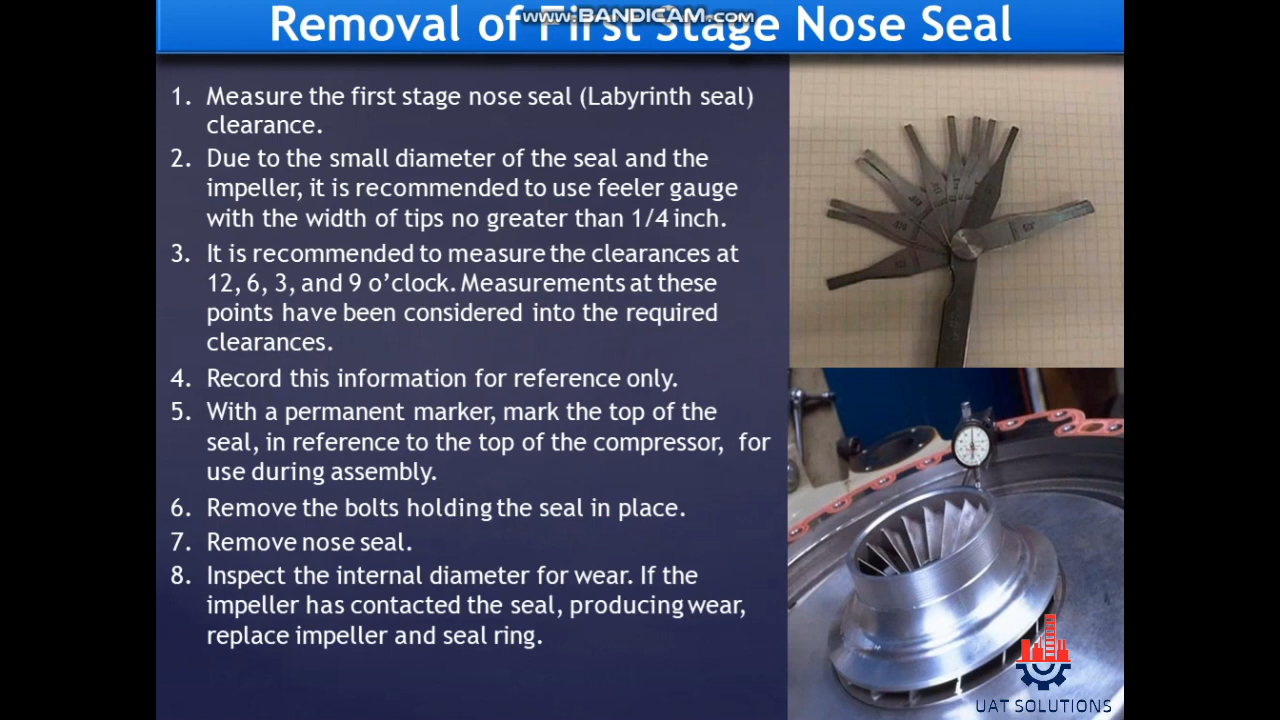 www.BANDICAM.com
Removal of First Stage Nose Seal
1. Measure the first stage nose seal (Labyrinth seal)
clearance.
2. Due to the small diameter of the seal and the
impeller, it is recommended to use feeler gauge
with the width of tips no greater than 1/4 inch.
3. It is recommended to measure the clearances at
12, 6, 3, and 9 o’clock. Measurements at these
points have been considered into the required
clearances.
4. Record this information for reference only.
5. With a permanent marker, mark the top of the
seal, in reference to the top of the compressor, for
use during assembly.
6. Remove the bolts holding the seal in place.
7. Remove nose seal.
8. Inspect the internal diameter for wear. If the
impeller has contacted the seal, producing wear,
replace impeller and seal ring.
UAT SOLUTIONS